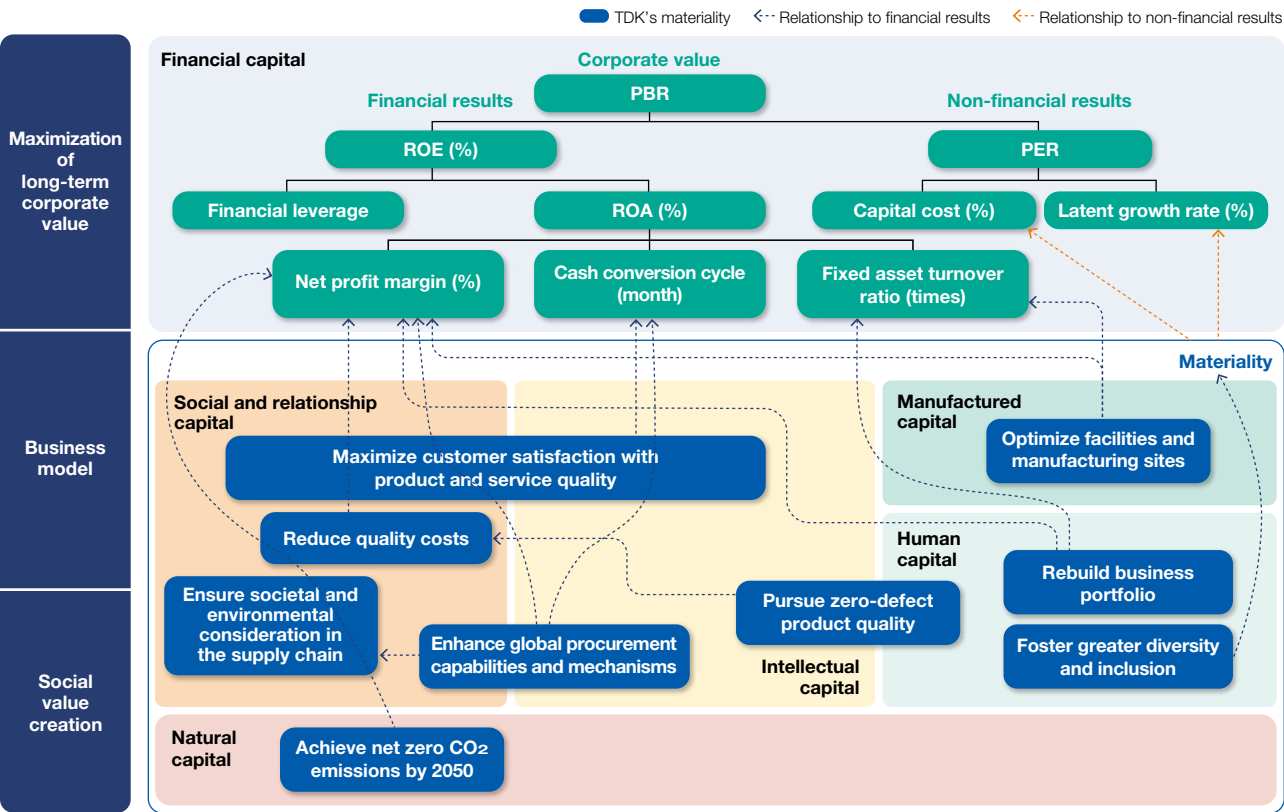 TDK's materiality
Relationship to financial results
Relationship to non-financial results
Maximization
of
long-term
corporate
value
Business
model
Social
value
creation
Financial capital
Corporate value
PBR
Financial results
Non-financial results
ROE (%)
PER
Financial leverage
ROA (%)
Capital cost (%)
Latent growth rate (%)
Net profit margin (%)
Cash conversion cycle
(month)
Fixed asset turnover
ratio (times)
Materiality
Social and relationship
capital
Manufactured
capital
Maximize customer satisfaction with
product and service quality
Optimize facilities and
manufacturing sites
Reduce quality costs
Human
capital
Rebuild business
portfolio
Ensure societal and
environmental
consideration in
the supply chain
Pursue zero-defect
product quality
Enhance global procurement
capabilities and mechanisms
Foster greater diversity
and inclusion
Intellectual
capital
Natural
capital
Achieve net zero CO2
emissions by 2050